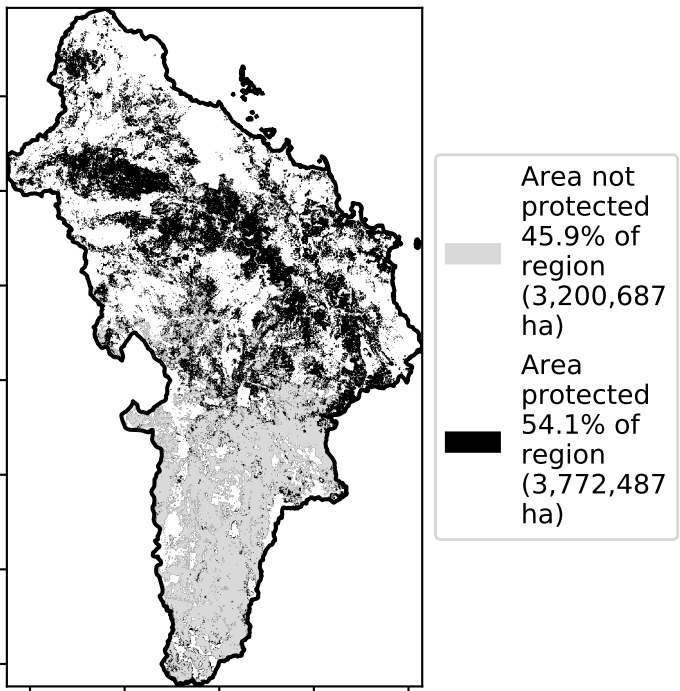 Area not
protected
45.9% of
region
(3,200,687
ha)
Area
protected
54.1% of
region
(3,772,487
ha)